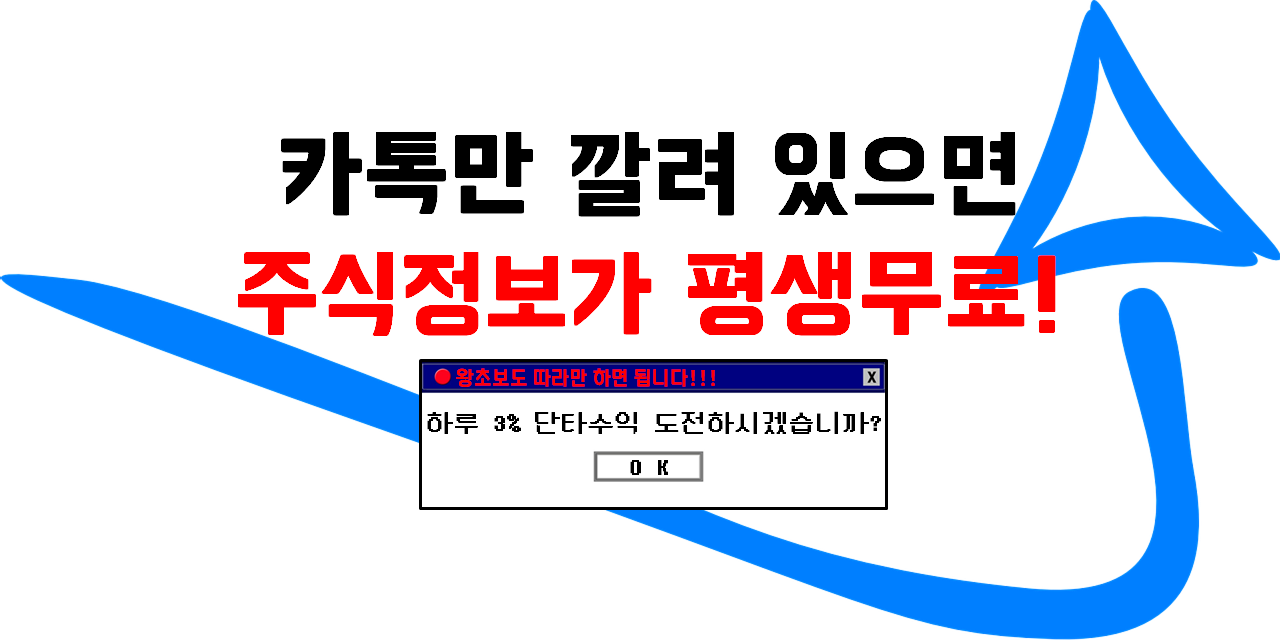 카톡만 깔려 있으면
주식정보가 평생무료!
왕초보도 따라만 하면 됩니다!!!
X
하루 3% 단타수익 도전하시겠습니까?
O K